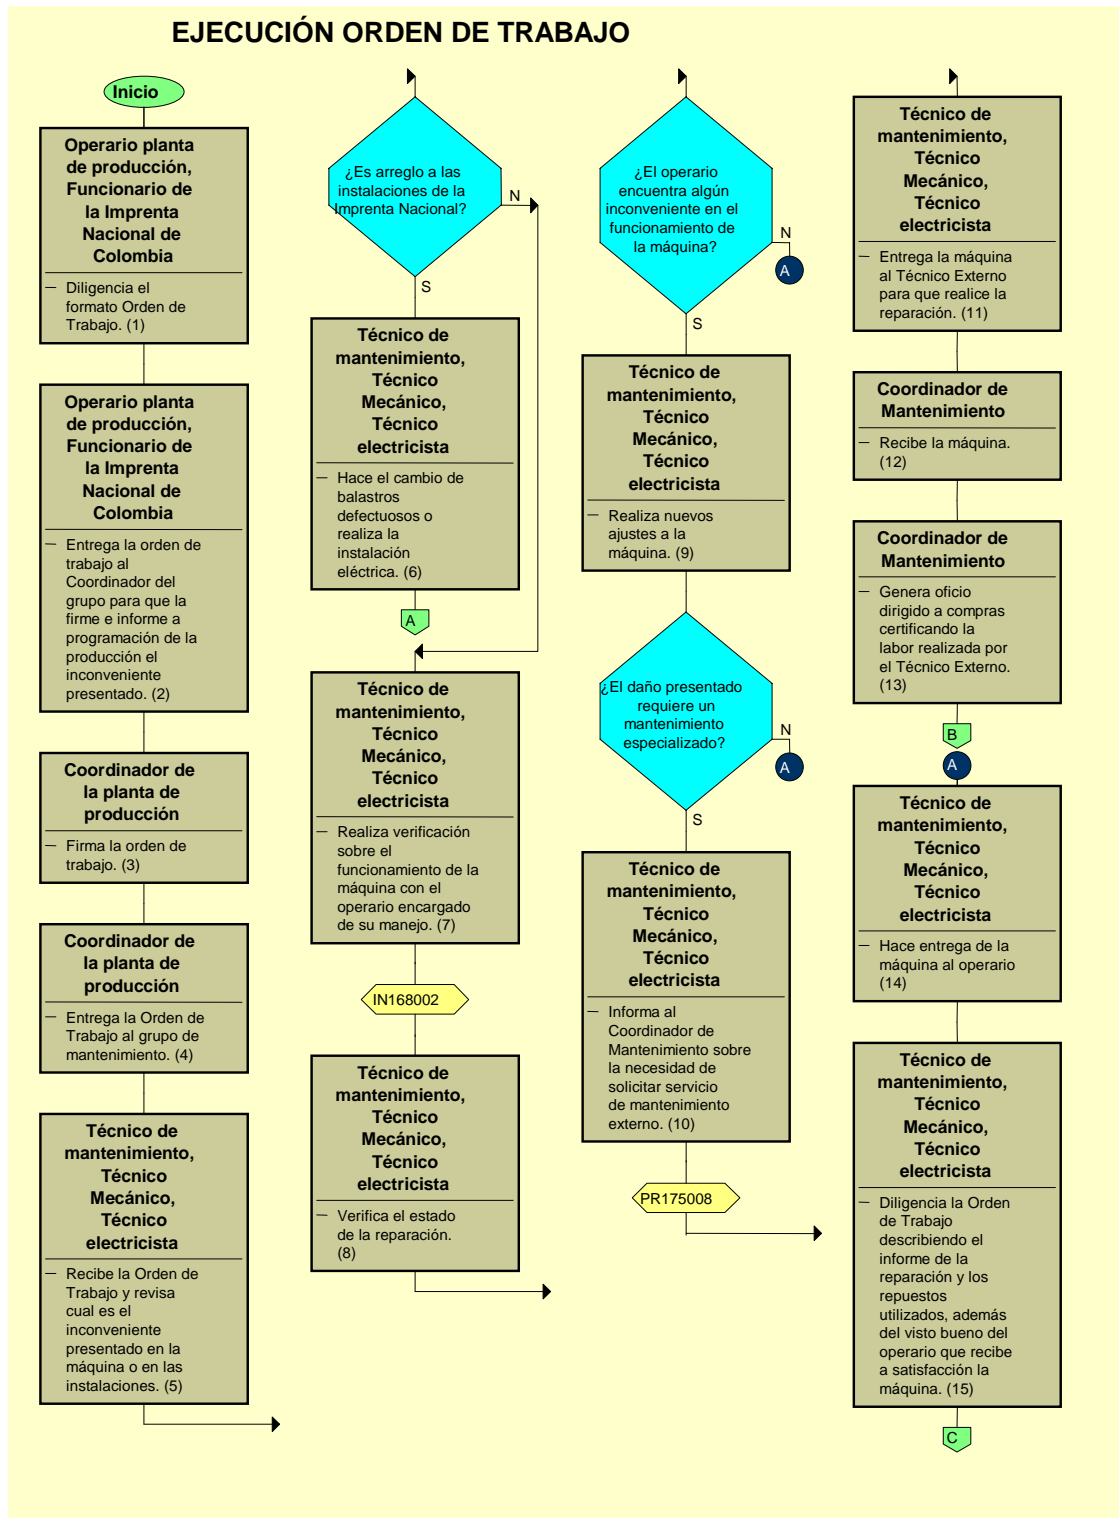 EJECUCIÓN ORDEN DE TRABAJO
Inicio
Operario planta
de producción,
Funcionario de
la Imprenta
Nacional de
Colombia
— Diligencia el
formato Orden de
Trabajo. (1)
Operario planta
de producción,
Funcionario de
la Imprenta
Nacional de
Colombia
— Entrega la orden de
trabajo al
Coordinador del
grupo para que la
firme e informe a
programación de la
producción el
inconveniente
presentado. (2)
Coordinador de
la planta de
producción
— Firma la orden de
trabajo. (3)
Coordinador de
la planta de
producción
— Entrega la Orden de
Trabajo al grupo de
mantenimiento. (4)
Técnico de
mantenimiento,
Técnico
Mecánico,
Técnico
electricista
— Recibe la Orden de
Trabajo y revisa
cual es el
inconveniente
presentado en la
máquina o en las
instalaciones. (5)
¿Es arreglo a las
instalaciones de la
Imprenta Nacional?
N
S
Técnico de
mantenimiento,
Técnico
Mecánico,
Técnico
electricista
— Hace el cambio de
balastros
defectuosos o
realiza la
instalación
eléctrica. (6)
A
Técnico de
mantenimiento,
Técnico
Mecánico,
Técnico
electricista
— Realiza verificación
sobre el
funcionamiento de la
máquina con el
operario encargado
de su manejo. (7)
IN168002
Técnico de
mantenimiento,
Técnico
Mecánico,
Técnico
electricista
— Verifica el estado
de la reparación.
(8)
¿El operario
encuentra algún
inconveniente en el
funcionamiento de
la máquina?
N
A
S
Técnico de
mantenimiento,
Técnico
Mecánico,
Técnico
electricista
— Realiza nuevos
ajustes a la
máquina. (9)
¿El daño presentado
requiere un
mantenimiento
especializado?
N
A
S
Técnico de
mantenimiento,
Técnico
Mecánico,
Técnico
electricista
— Informa al
Coordinador de
Mantenimiento sobre
la necesidad de
solicitar servicio
de mantenimiento
externo. (10)
PR175008
Técnico de
mantenimiento,
Técnico
Mecánico,
Técnico
electricista
— Entrega la máquina
al Técnico Externo
para que realice la
reparación. (11)
Coordinador de
Mantenimiento
— Recibe la máquina.
(12)
Coordinador de
Mantenimiento
— Genera oficio
dirigido a compras
certificando la
labor realizada por
el Técnico Externo.
(13)
B
A
Técnico de
mantenimiento,
Técnico
Mecánico,
Técnico
electricista
— Hace entrega de la
máquina al operario
(14)
Técnico de
mantenimiento,
Técnico
Mecánico,
Técnico
electricista
— Diligencia la Orden
de Trabajo
describiendo el
informe de la
reparación y los
repuestos
utilizados, además
del visto bueno del
operario que recibe
a satisfacción la
máquina. (15)
C